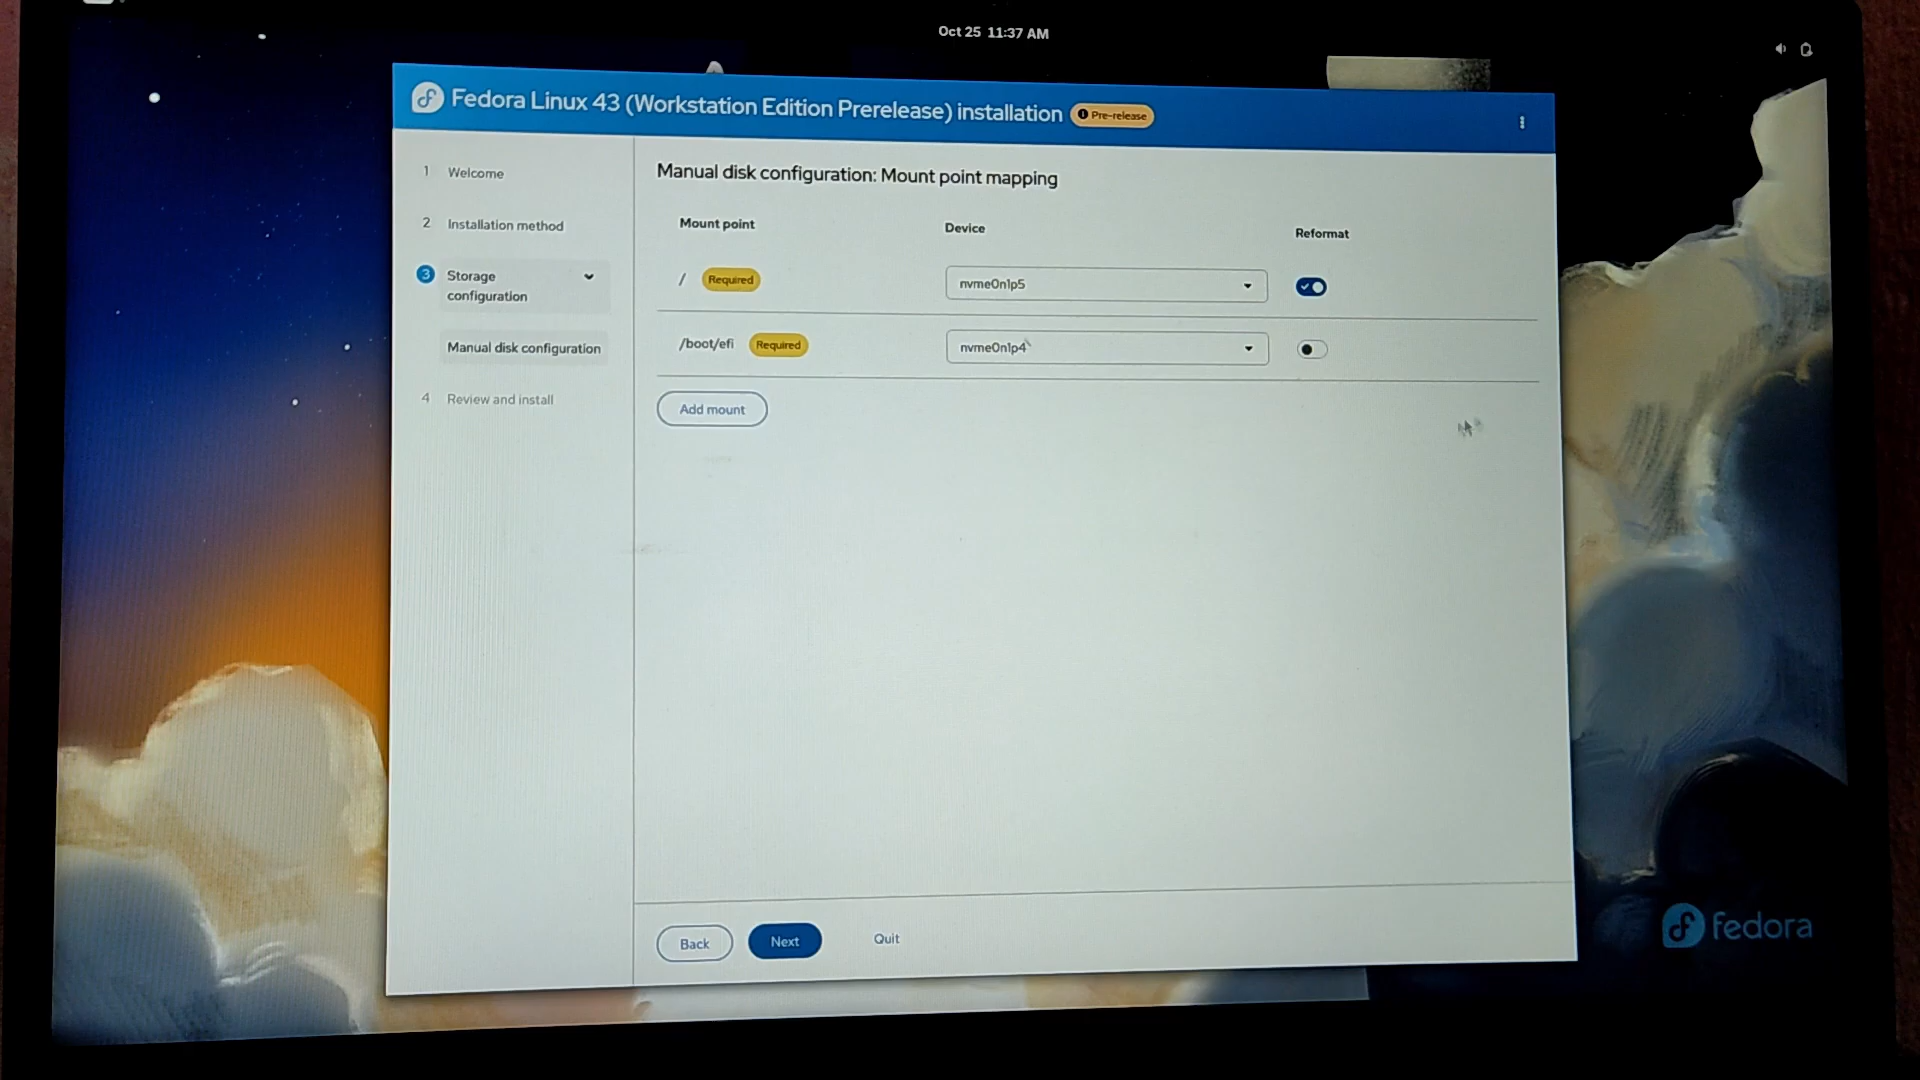 Oct 25 11:37 AM
Fedora Linux 43 (Workstation Edition Prerelease) installation
Pre-release
1 Welcome
2 Installation method
3 Storage configuration
Manual disk configuration
4 Review and install
Manual disk configuration: Mount point mapping
Mount point Device Reformat
/ Required nvme0n1p5
/boot/efi Required nvme0n1p4
Add mount
Back Next Quit
fedora